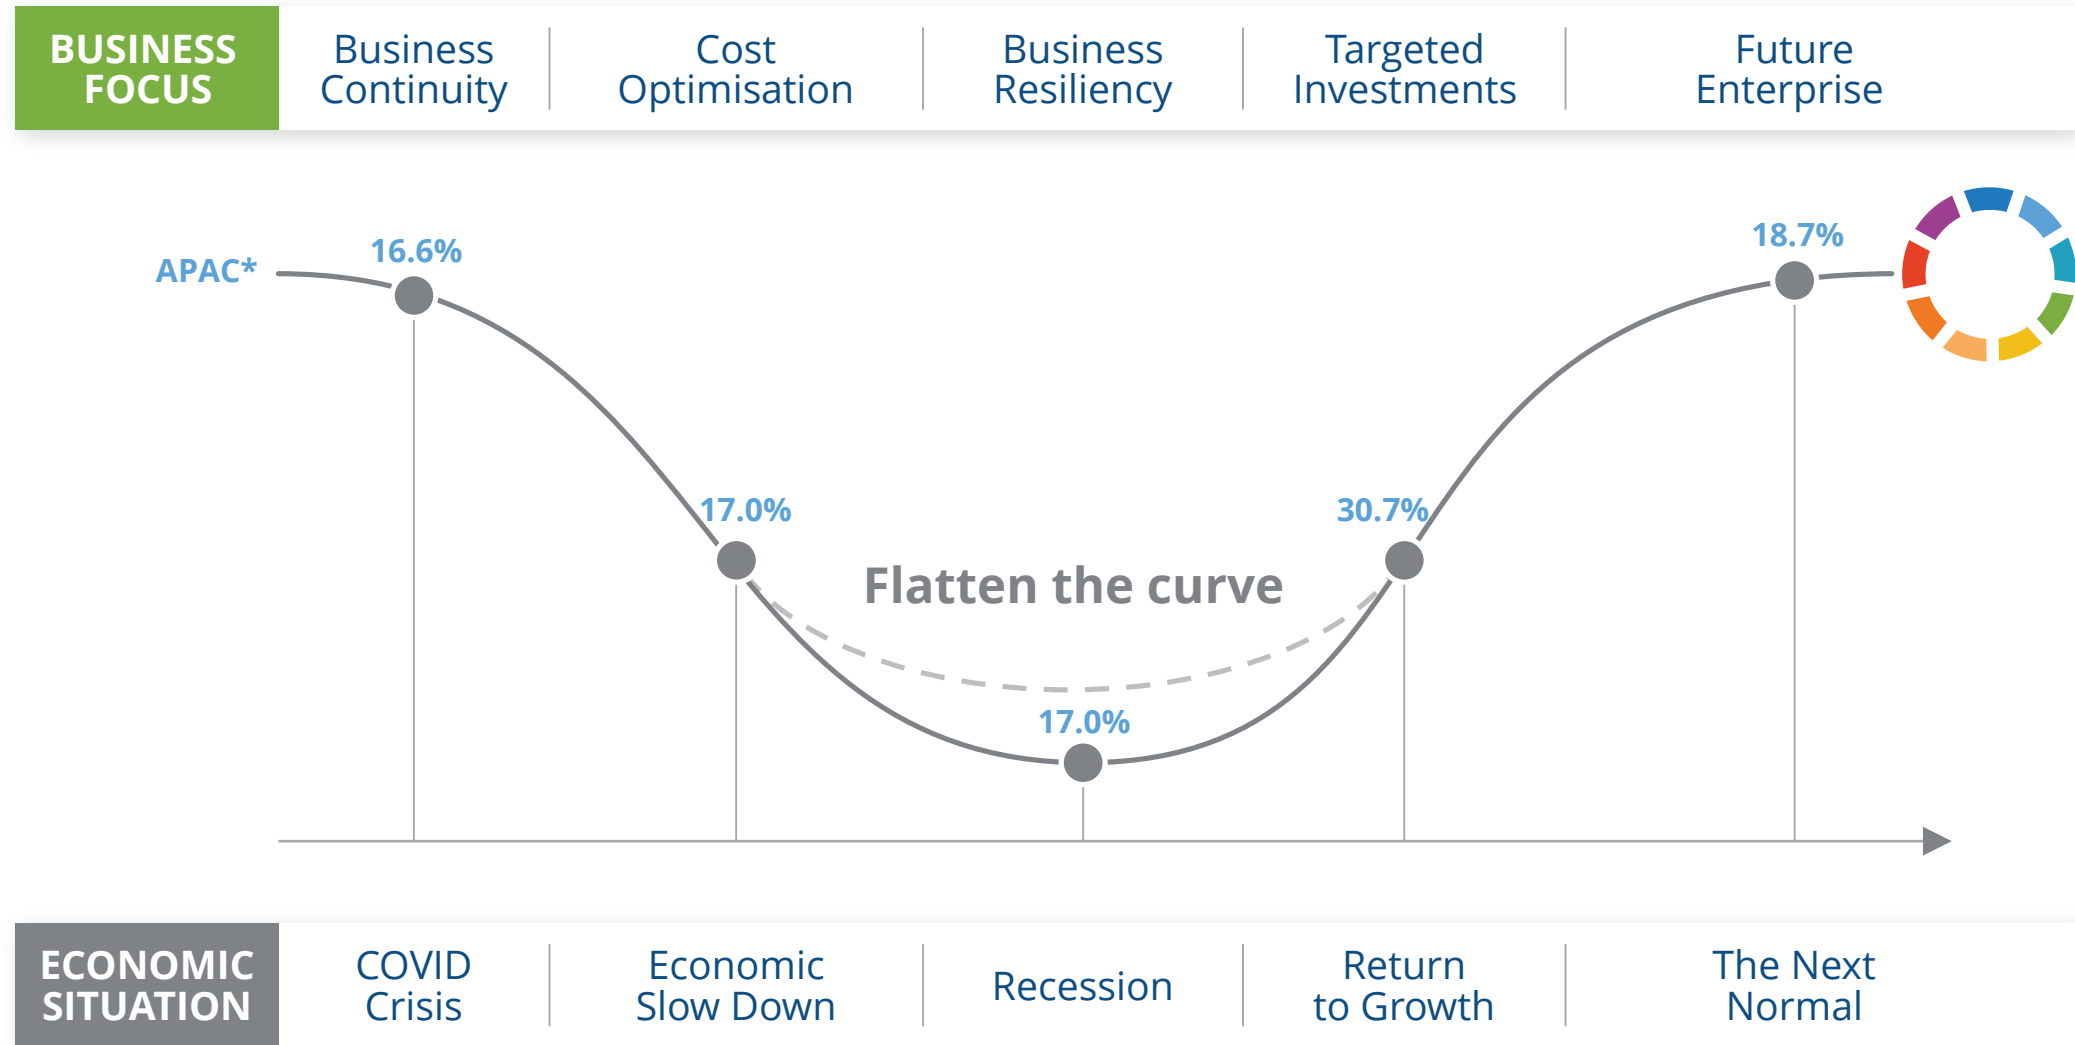 BUSINESS
FOCUS
Business
Continuity
Cost
Optimisation
Business
Resiliency
Targeted
Investments
Future
Enterprise
APAC*
16.6%
17.0%
Flatten the curve
17.0%
30.7%
18.7%
ECONOMIC
SITUATION
COVID
Crisis
Economic
Slow Down
Recession
Return
to Growth
The Next
Normal